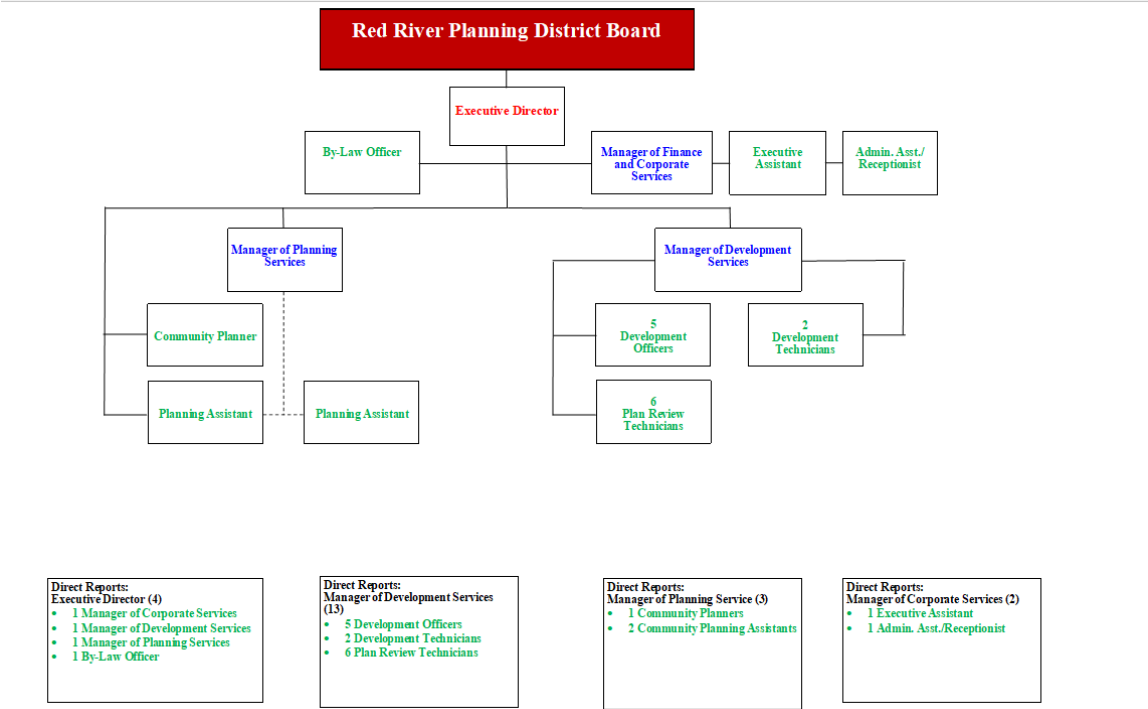 Red River Planning District Board
Executive Director
By-Law Officer
Manager of Finance
and Corporate
Services
Executive
Assistant
Admin. Asst./
Receptionist
Manager of Planning
Services
Manager of Development
Services
Community Planner
5
Development
Officers
2
Development
Technicians
Planning Assistant
Planning Assistant
6
Plan Review
Technicians
Direct Reports:
Executive Director (4)
• 1 Manager of Corporate Services
• 1 Manager of Development Services
• 1 Manager of Planning Services
• 1 By-Law Officer
Direct Reports:
Manager of Development Services
(13)
• 5 Development Officers
• 2 Development Technicians
• 6 Plan Review Technicians
Direct Reports:
Manager of Planning Service (3)
• 1 Community Planners
• 2 Community Planning Assistants
Direct Reports:
Manager of Corporate Services (2)
• 1 Executive Assistant
• 1 Admin. Asst./Receptionist